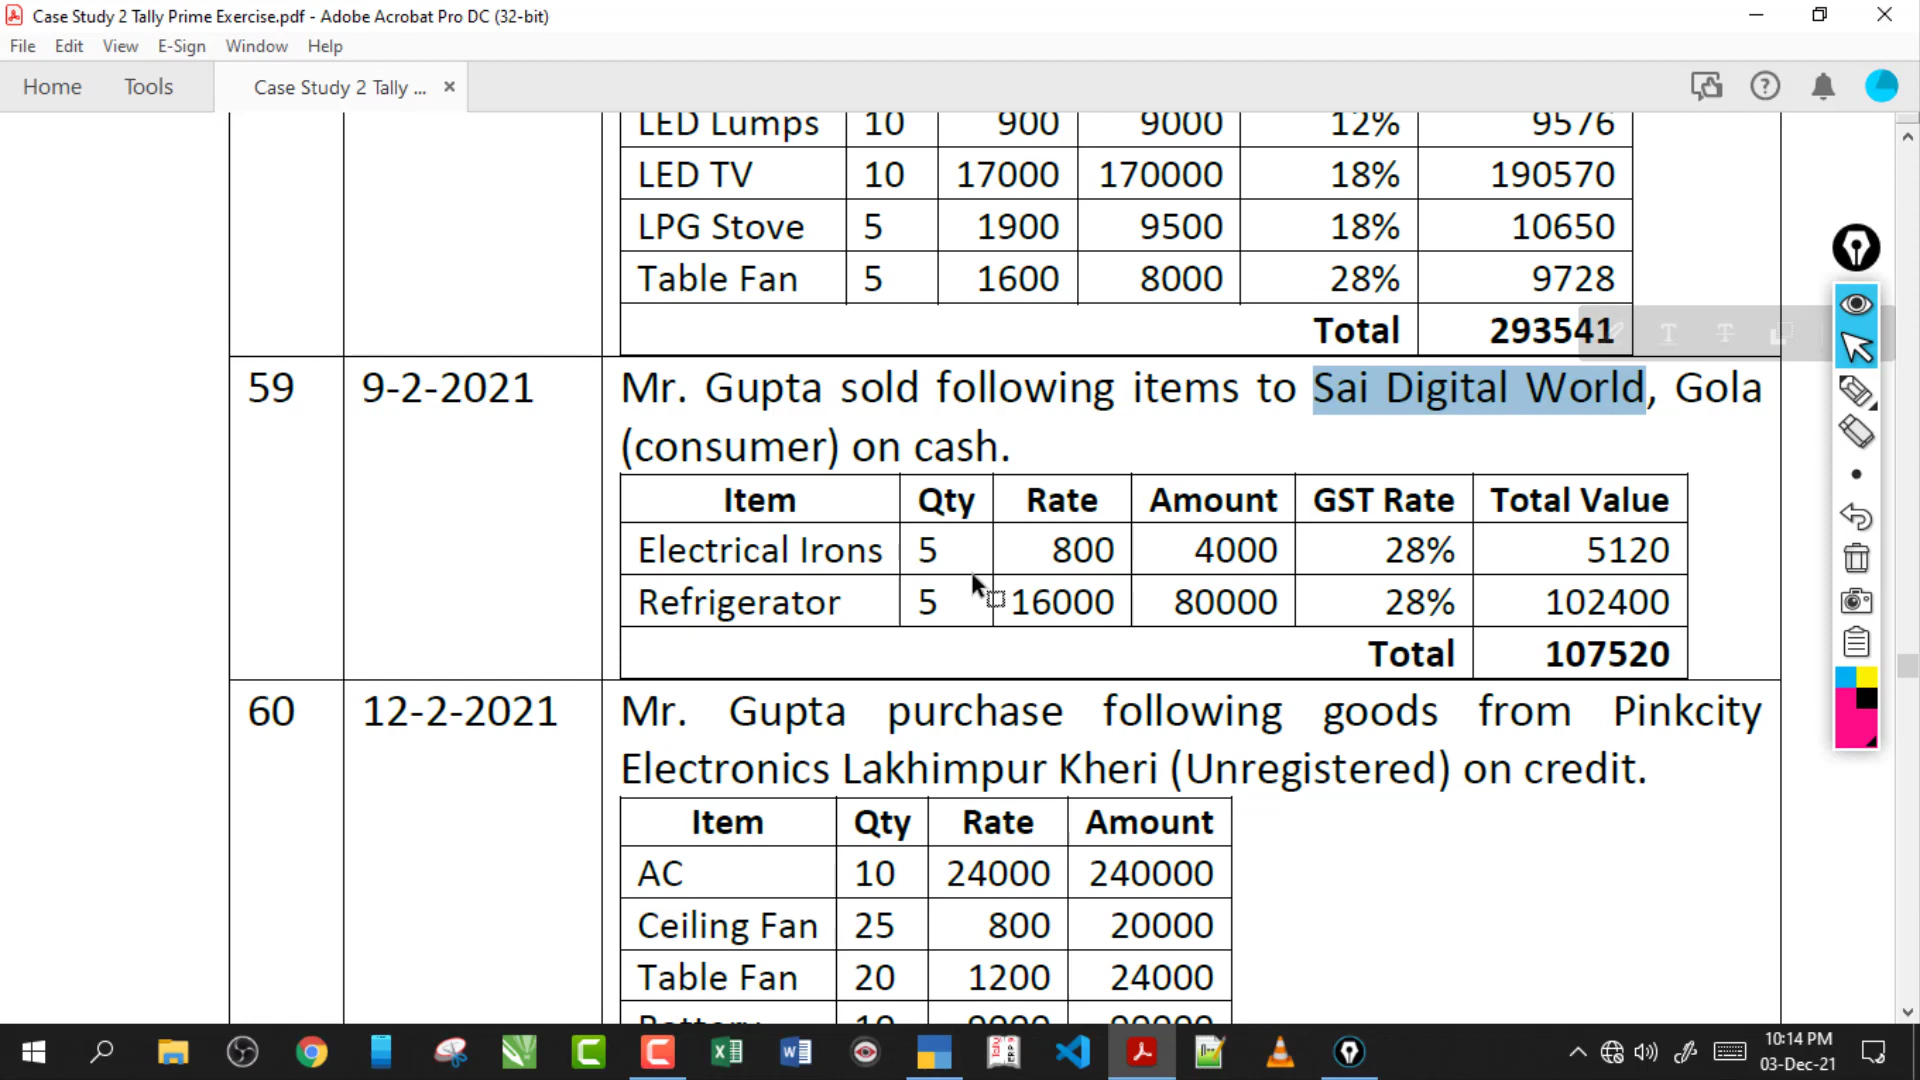 Case Study 2 Tally Prime Exercise.pdf - Adobe Acrobat Pro DC (32-bit)
File Edit View E-Sign Window Help
Home Tools Case Study 2 Tally ...
LED Lumps 10 900 9000 12% 9576
LED TV 10 17000 170000 18% 190570
LPG Stove 5 1900 9500 18% 10650
Table Fan 5 1600 8000 28% 9728
Total 293541
59 9-2-2021 Mr. Gupta sold following items to Sai Digital World, Gola
(consumer) on cash.
Item Qty Rate Amount GST Rate Total Value
Electrical Irons 5 800 4000 28% 5120
Refrigerator 5 16000 80000 28% 102400
Total 107520
60 12-2-2021 Mr. Gupta purchase following goods from Pinkcity
Electronics Lakhimpur Kheri (Unregistered) on credit.
Item Qty Rate Amount
AC 10 24000 240000
Ceiling Fan 25 800 20000
Table Fan 20 1200 24000
10:14 PM
03-Dec-21